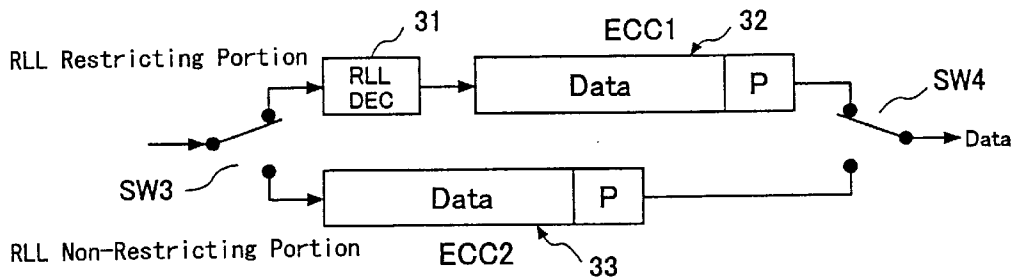 31
ECC1
32
RLL Restricting Portion
RLL
DEC
Data
P
SW4
Data
SW3
Data
P
RLL Non-Restricting Portion
ECC2
33